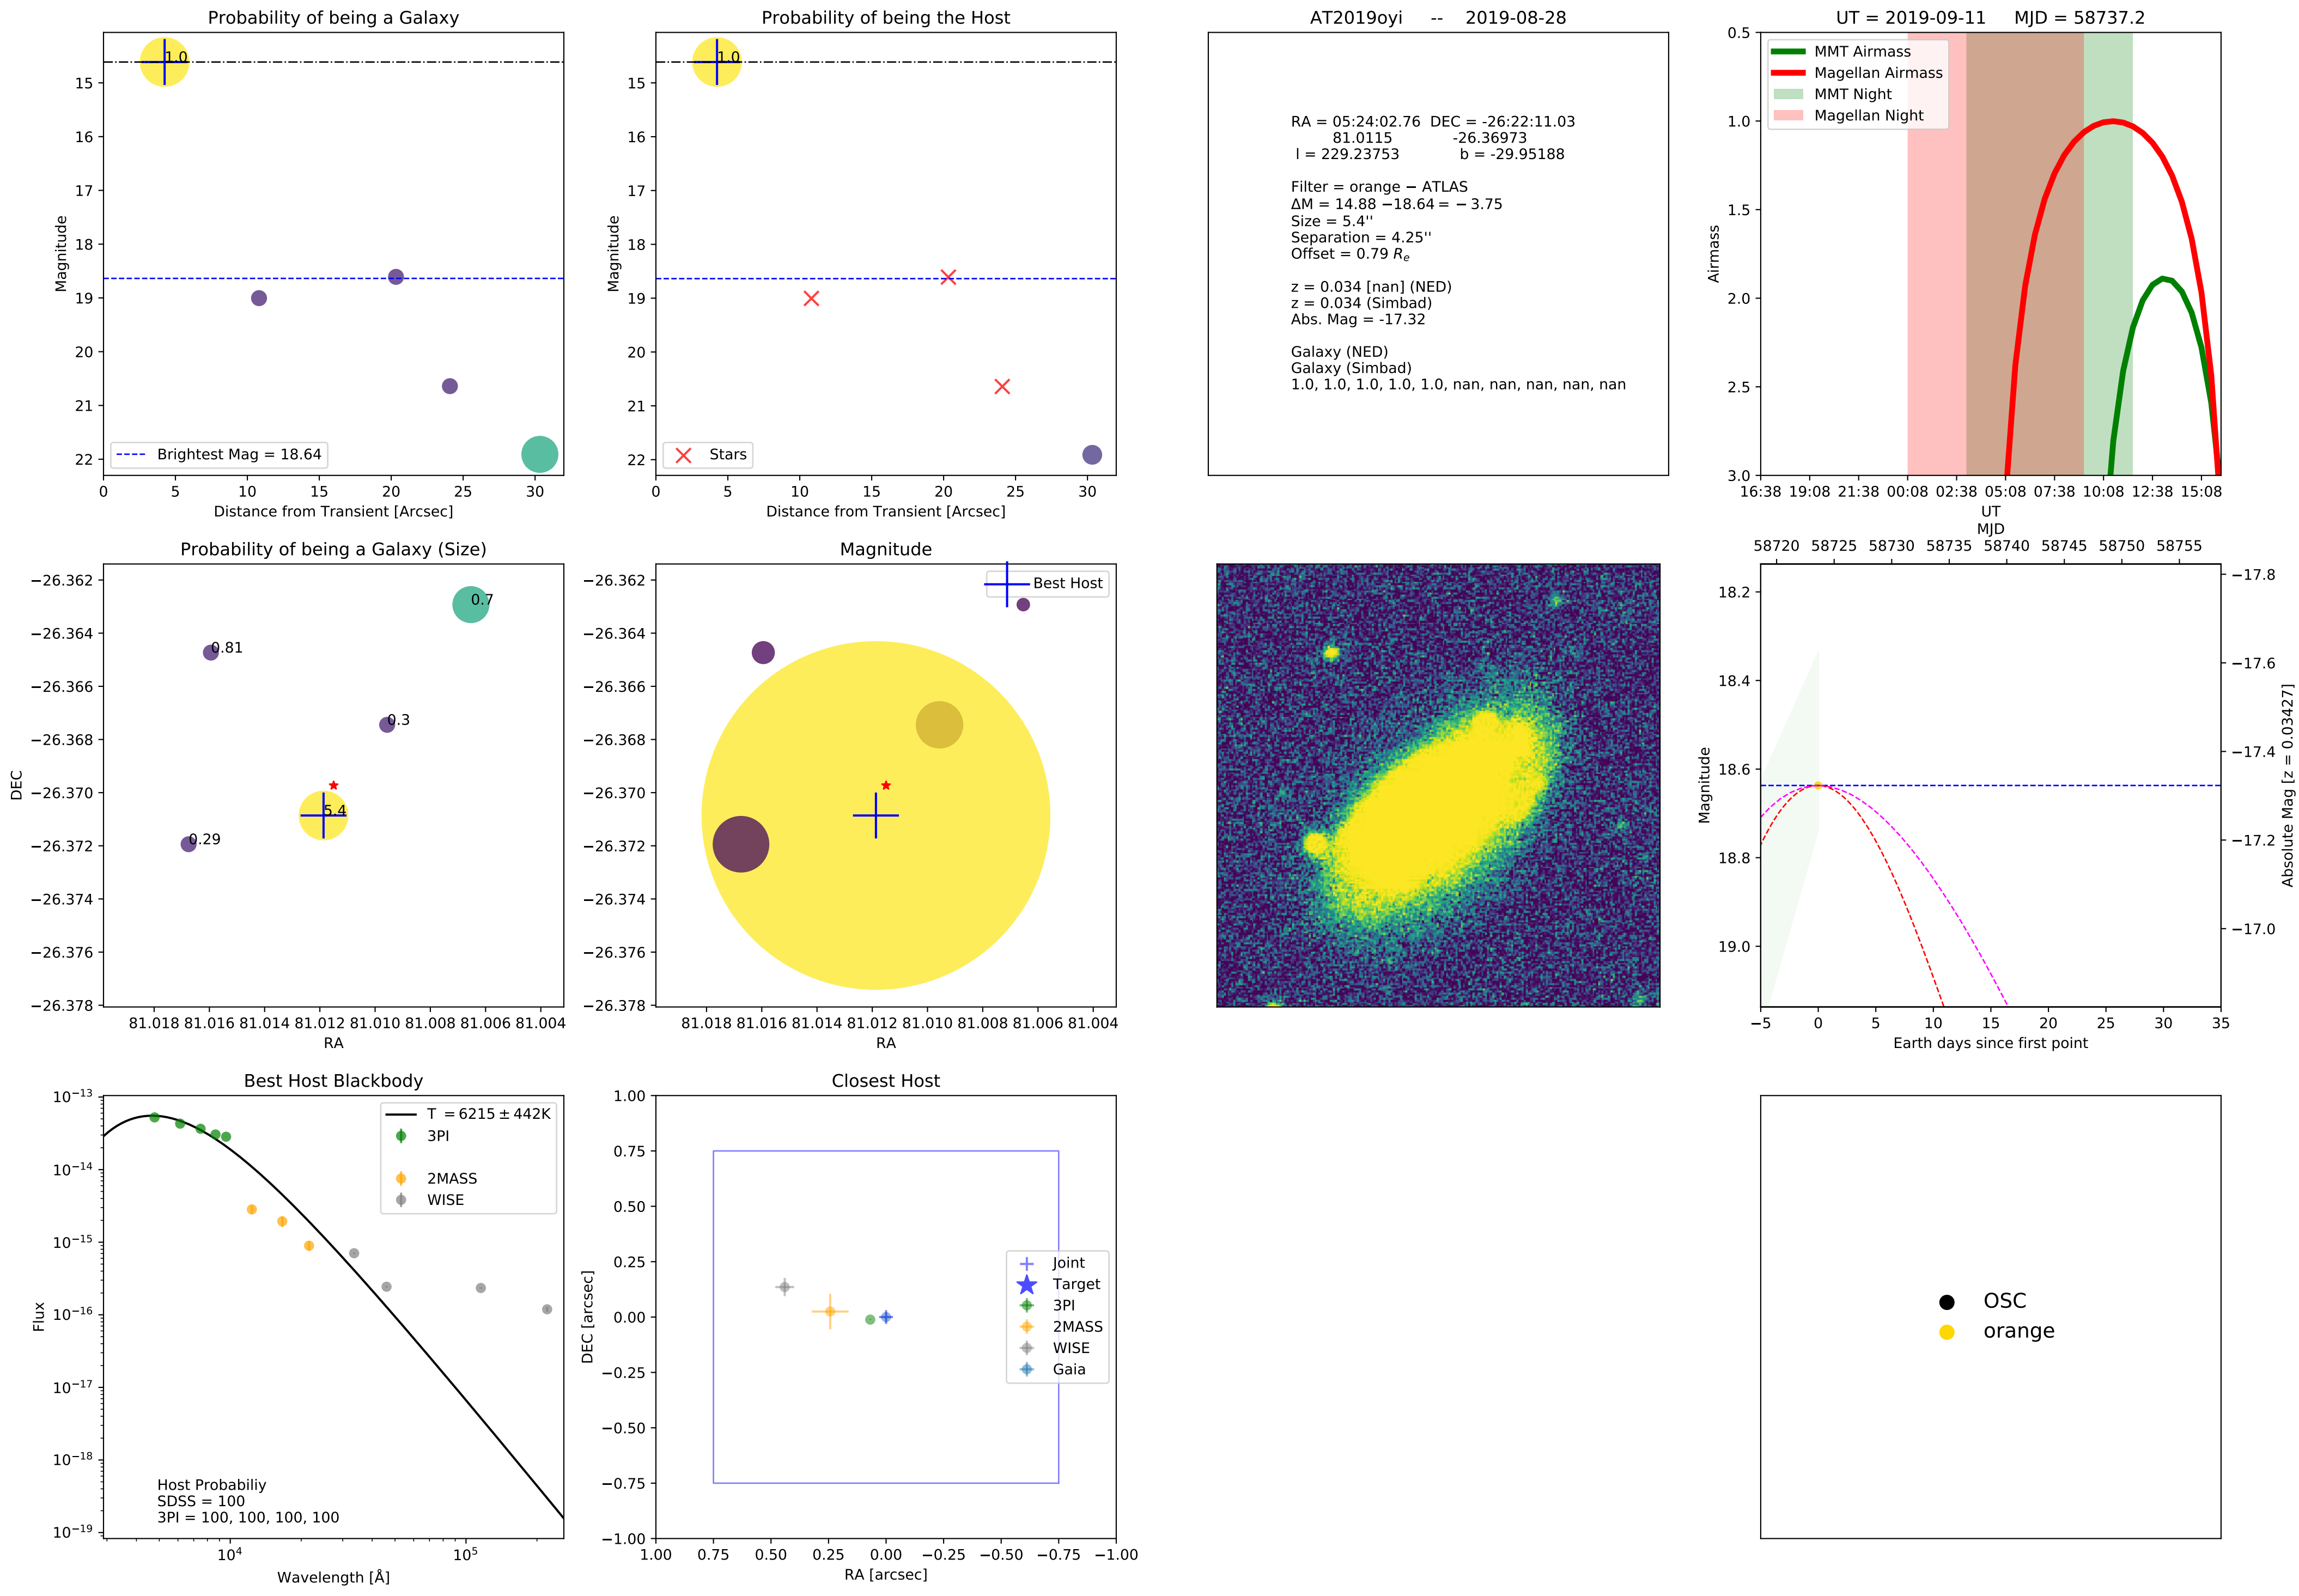 Probability of being a Galaxy
1.0
15
16
17
18
19
20
21
22
Magnitude
Brightest Mag = 18.64
0 5 10 15 20 25 30
Distance from Transient [Arcsec]
Probability of being the Host
1.0
15
16
17
18
19
20
21
22
Magnitude
Stars
0 5 10 15 20 25 30
Distance from Transient [Arcsec]
AT2019oyi -- 2019-08-28
RA = 05:24:02.76 DEC = -26:22:11.03
81.0115 -26.36973
l = 229.23753 b = -29.95188
Filter = orange − ATLAS
ΔM = 14.88 −18.64 = − 3.75
Size = 5.4''
Separation = 4.25''
Offset = 0.79 Re
z = 0.034 [nan] (NED)
z = 0.034 (Simbad)
Abs. Mag = -17.32
Galaxy (NED)
Galaxy (Simbad)
1.0, 1.0, 1.0, 1.0, 1.0, nan, nan, nan, nan, nan
UT = 2019-09-11 MJD = 58737.2
MMT Airmass
Magellan Airmass
MMT Night
Magellan Night
0.5
1.0
1.5
2.0
2.5
3.0
Airmass
16:38 19:08 21:38 00:08 02:38 05:08 07:38 10:08 12:38 15:08
UT
Probability of being a Galaxy (Size)
0.7
0.81
0.3
5.4
0.29
−26.362
−26.364
−26.366
−26.368
−26.370
−26.372
−26.374
−26.376
−26.378
DEC
81.018 81.016 81.014 81.012 81.010 81.008 81.006 81.004
RA
Magnitude
Best Host
−26.362
−26.364
−26.366
−26.368
−26.370
−26.372
−26.374
−26.376
−26.378
81.018 81.016 81.014 81.012 81.010 81.008 81.006 81.004
RA
MJD
58720 58725 58730 58735 58740 58745 58750 58755
18.2
18.4
18.6
18.8
19.0
Magnitude
−17.8
−17.6
−17.4
−17.2
−17.0
Absolute Mag [z = 0.03427]
−5 0 5 10 15 20 25 30 35
Earth days since first point
Best Host Blackbody
T = 6215 ± 442K
3PI
2MASS
WISE
10−13
10−14
10−15
10−16
10−17
10−18
10−19
Flux
Host Probabiliy
SDSS = 100
3PI = 100, 100, 100, 100
104 105
Wavelength [Å]
Closest Host
1.00
0.75
0.50
0.25
0.00
−0.25
−0.50
−0.75
−1.00
DEC [arcsec]
Joint
Target
3PI
2MASS
WISE
Gaia
1.00 0.75 0.50 0.25 0.00 −0.25 −0.50 −0.75 −1.00
RA [arcsec]
OSC
orange